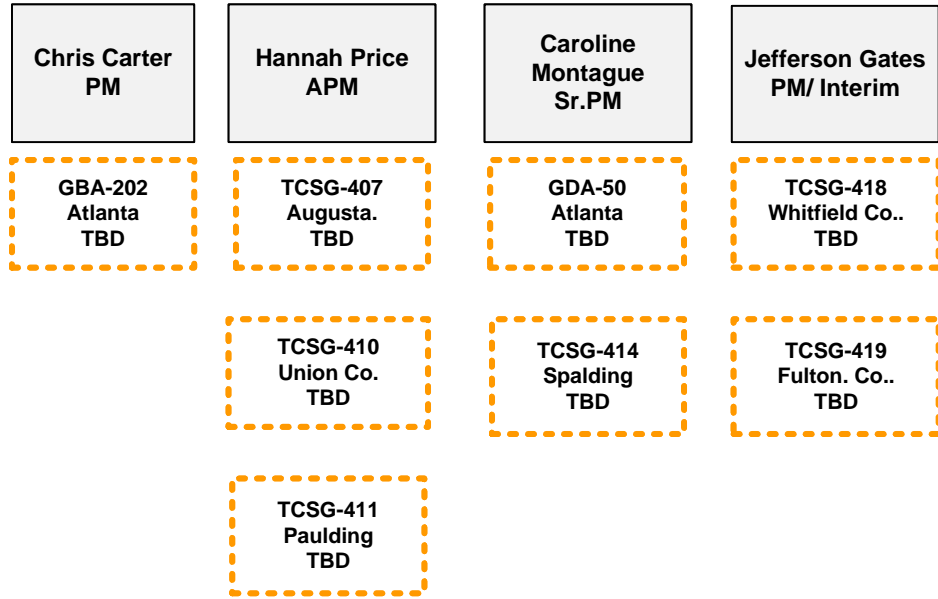 Chris Carter
PM
Hannah Price
APM
Caroline
Montague
Sr.PM
Jefferson Gates
PM/ Interim
GBA-202
Atlanta
TBD
TCSG-407
Augusta.
TBD
GDA-50
Atlanta
TBD
TCSG-418
Whitfield Co..
TBD
TCSG-410
Union Co.
TBD
TCSG-414
Spalding
TBD
TCSG-419
Fulton. Co..
TBD
TCSG-411
Paulding
TBD